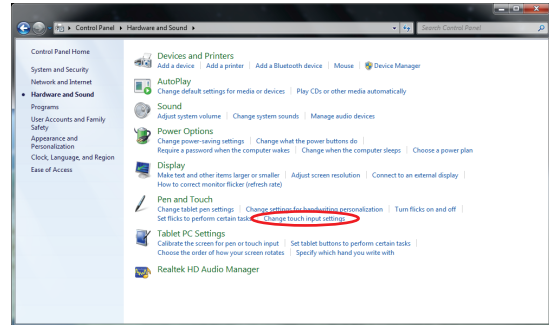 Control Panel ▸ Hardware and Sound ▸
Search Control Panel
Control Panel Home
System and Security
Network and Internet
Hardware and Sound
Programs
User Accounts and Family
Safety
Appearance and
Personalization
Clock, Language, and Region
Ease of Access
Devices and Printers
Add a device | Add a printer | Add a Bluetooth device | Mouse | Device Manager
AutoPlay
Change default settings for media or devices | Play CDs or other media automatically
Sound
Adjust system volume | Change system sounds | Manage audio devices
Power Options
Change power-saving settings | Change what the power buttons do |
Require a password when the computer wakes | Change when the computer sleeps | Choose a power plan
Display
Make text and other items larger or smaller | Adjust screen resolution | Connect to an external display |
How to correct monitor flicker (refresh rate)
Pen and Touch
Change tablet pen settings | Change settings for handwriting personalization | Turn flicks on and off |
Set flicks to perform certain tasks | Change touch input settings
Tablet PC Settings
Calibrate the screen for pen or touch input | Set tablet buttons to perform certain tasks |
Choose the order of how your screen rotates | Specify which hand you write with
Realtek HD Audio Manager